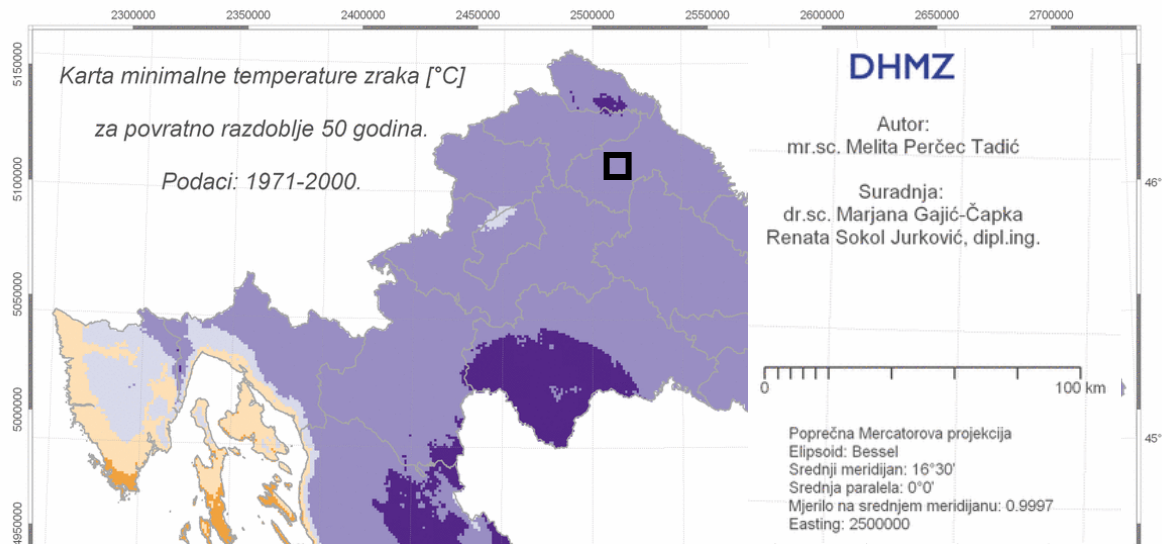 2300000 2350000 2400000 2450000 2500000 2550000 2600000 2650000 2700000
5150000
5100000
5050000
5000000
4950000
Karta minimalne temperature zraka [°C]
za povratno razdoblje 50 godina.
Podaci: 1971-2000.
DHMZ
Autor:
mr.sc. Melita Perčec Tadić
Suradnja:
dr.sc. Marjana Gajić-Čapka
Renata Sokol Jurković, dipl.ing.
46°
0 100 km
45°
Poprečna Mercatorova projekcija
Elipsoid: Bessel
Srednji meridijan: 16°30'
Srednja paralela: 0°0'
Mjerilo na srednjem meridijanu: 0.9997
Easting: 2500000